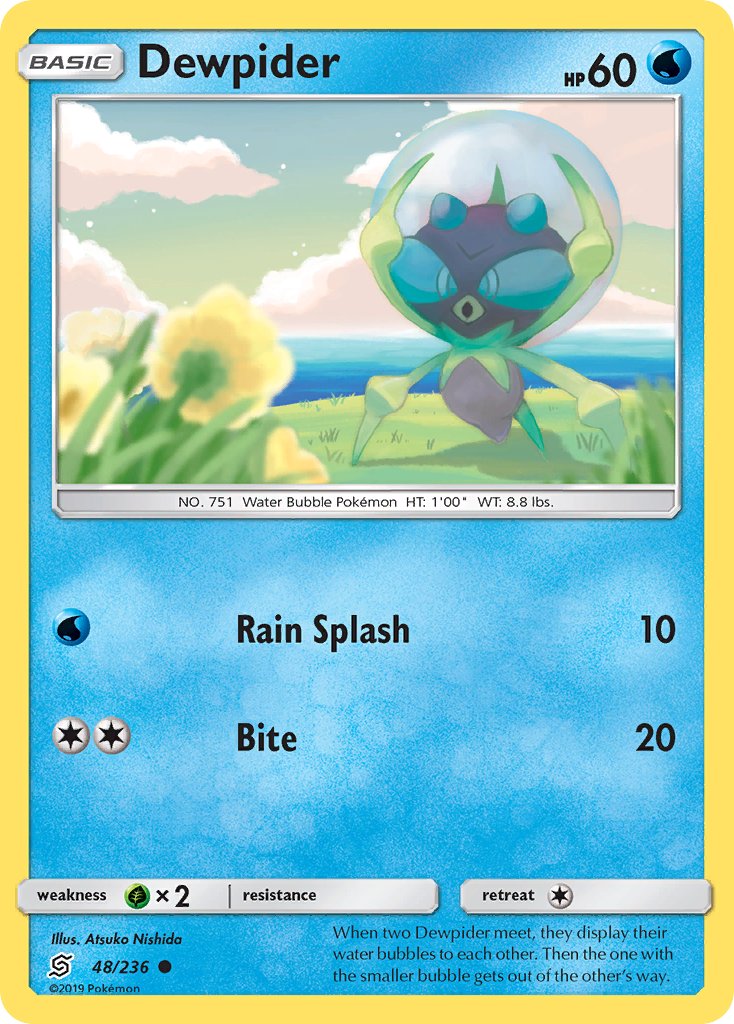 BASIC Dewpider HP60
NO. 751 Water Bubble Pokémon HT: 1'00" WT: 8.8 lbs.
Rain Splash 10
Bite 20
weakness ×2 resistance retreat
Illus. Atsuko Nishida
48/236
©2019 Pokémon
When two Dewpider meet, they display their
water bubbles to each other. Then the one with
the smaller bubble gets out of the other's way.